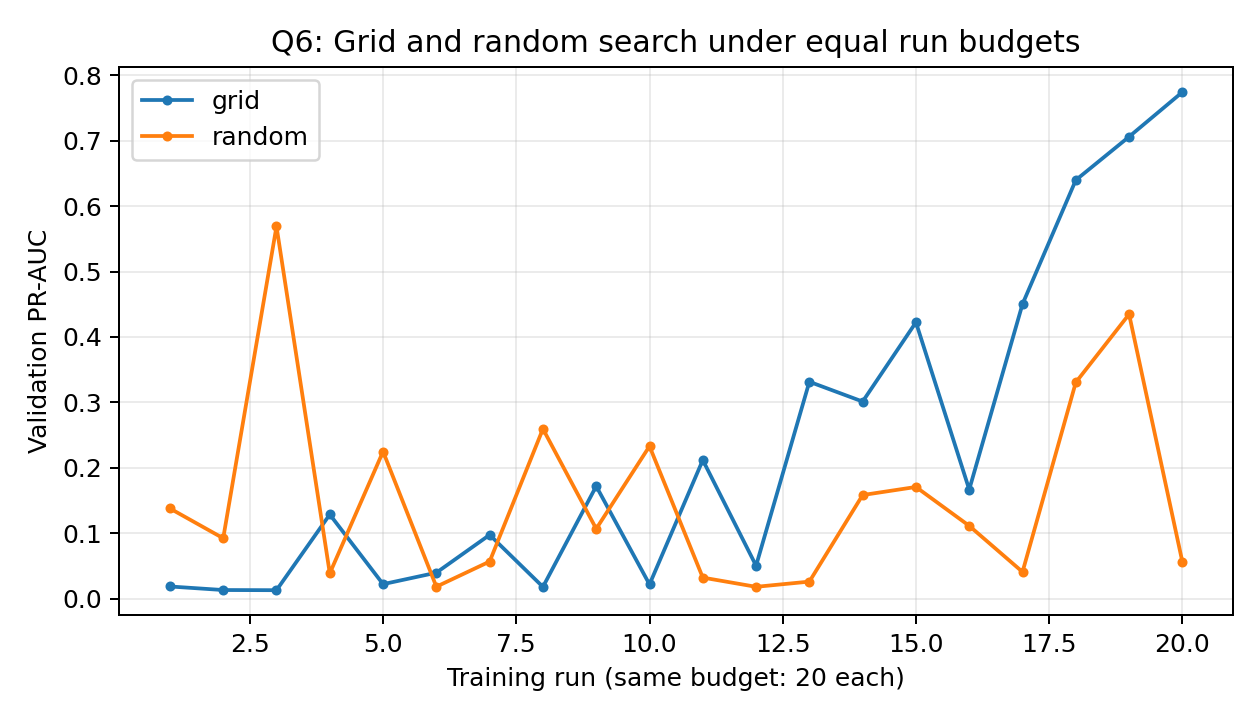 Q6: Grid and random search under equal run budgets
grid
random
Validation PR-AUC
0.8
0.7
0.6
0.5
0.4
0.3
0.2
0.1
0.0
2.5 5.0 7.5 10.0 12.5 15.0 17.5 20.0
Training run (same budget: 20 each)